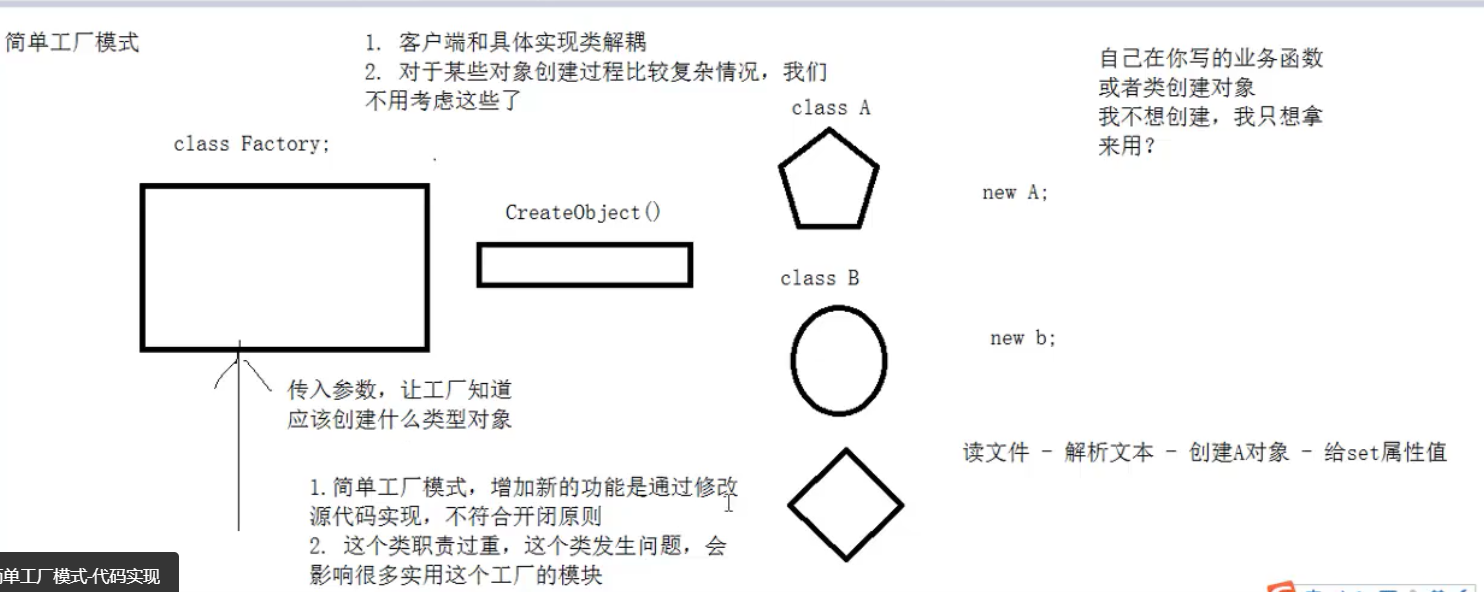 简单工厂模式
1. 客户端和具体实现类解耦
2. 对于某些对象创建过程比较复杂情况，我们
不用考虑这些了
自己在你写的业务函数
或者类创建对象
我不想创建，我只想拿
来用？
class Factory;
CreateObject()
class A
new A;
class B
new b;
传入参数，让工厂知道
应该创建什么类型对象
读文件 - 解析文本 - 创建A对象 - 给set属性值
1.简单工厂模式，增加新的功能是通过修改
源代码实现，不符合开闭原则
2. 这个类职责过重，这个类发生问题，会
影响很多实用这个工厂的模块
单工厂模式-代码实现